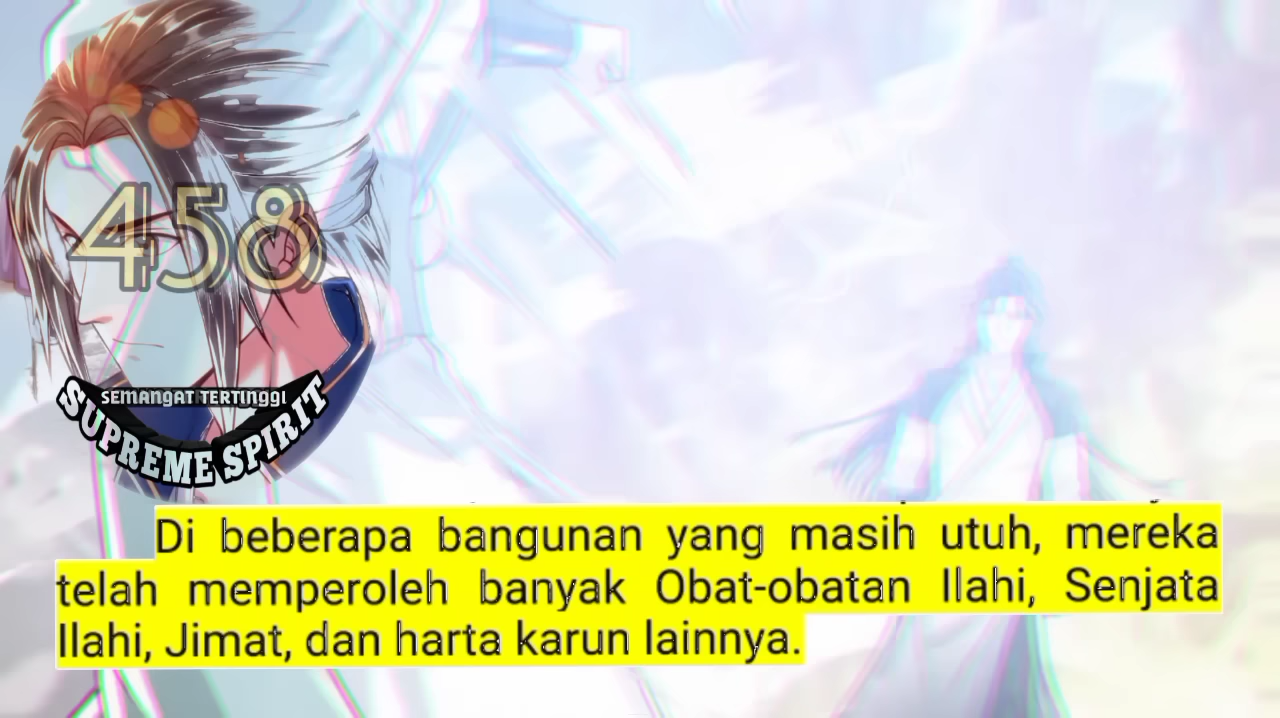 458
SEMANGAT TERTINGGI
SUPREME SPIRIT
Di beberapa bangunan yang masih utuh, mereka
telah memperoleh banyak Obat-obatan Ilahi, Senjata
Ilahi, Jimat, dan harta karun lainnya.